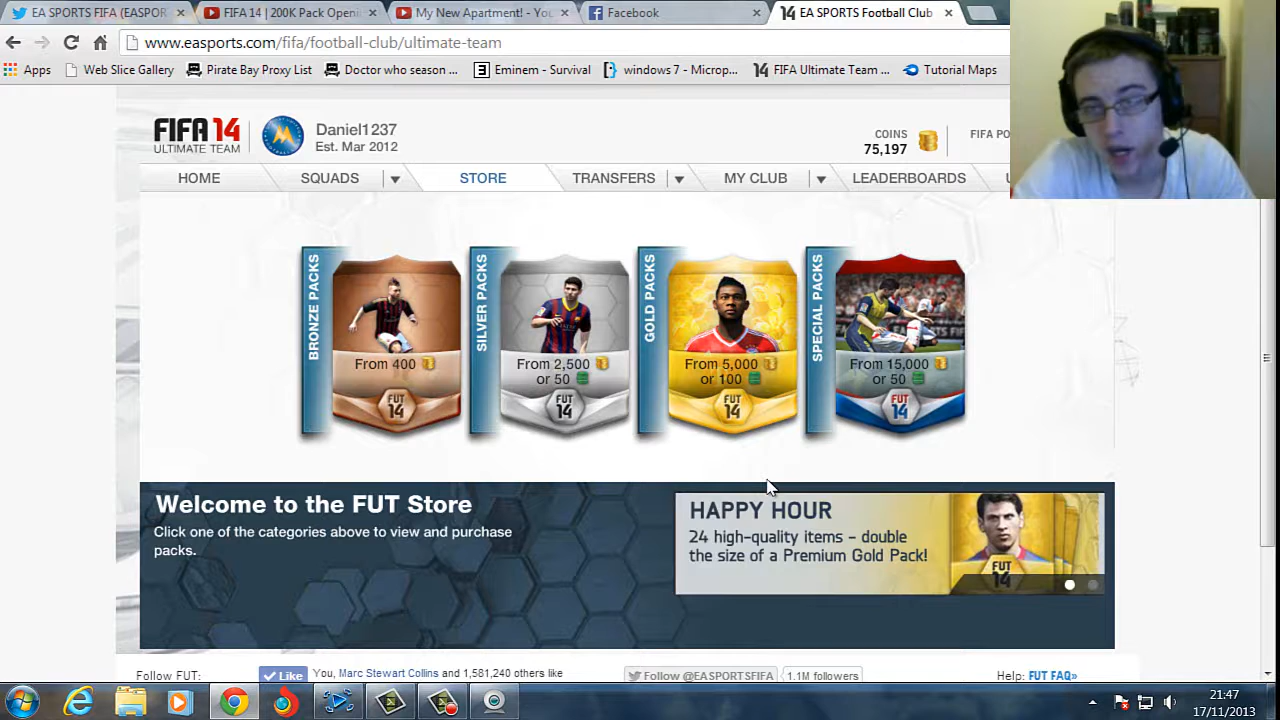 EA SPORTS FIFA (EASPOR
FIFA 14 | 200K Pack Openi
My New Apartment! - Yo
Facebook
14 EA SPORTS Football Club
www.easports.com/fifa/football-club/ultimate-team
Apps
Web Slice Gallery
Pirate Bay Proxy List
Doctor who season ...
Eminem - Survival
windows 7 - Microp...
14 FIFA Ultimate Team ...
Tutorial Maps
FIFA 14
ULTIMATE TEAM
Daniel1237
Est. Mar 2012
COINS
75,197
FIFA PO
HOME
SQUADS
STORE
TRANSFERS
MY CLUB
LEADERBOARDS
BRONZE PACKS
From 400
FUT
14
SILVER PACKS
From 2,500
or 50
FUT
14
GOLD PACKS
From 5,000
or 100
FUT
14
SPECIAL PACKS
From 15,000
or 50
FUT
14
Welcome to the FUT Store
Click one of the categories above to view and purchase
packs.
HAPPY HOUR
24 high-quality items – double
the size of a Premium Gold Pack!
FUT
14
Follow FUT:
Like
You, Marc Stewart Collins and 1,581,240 others like
Follow @EASPORTSFIFA
1.1M followers
Help: FUT FAQ»
21:47
17/11/2013